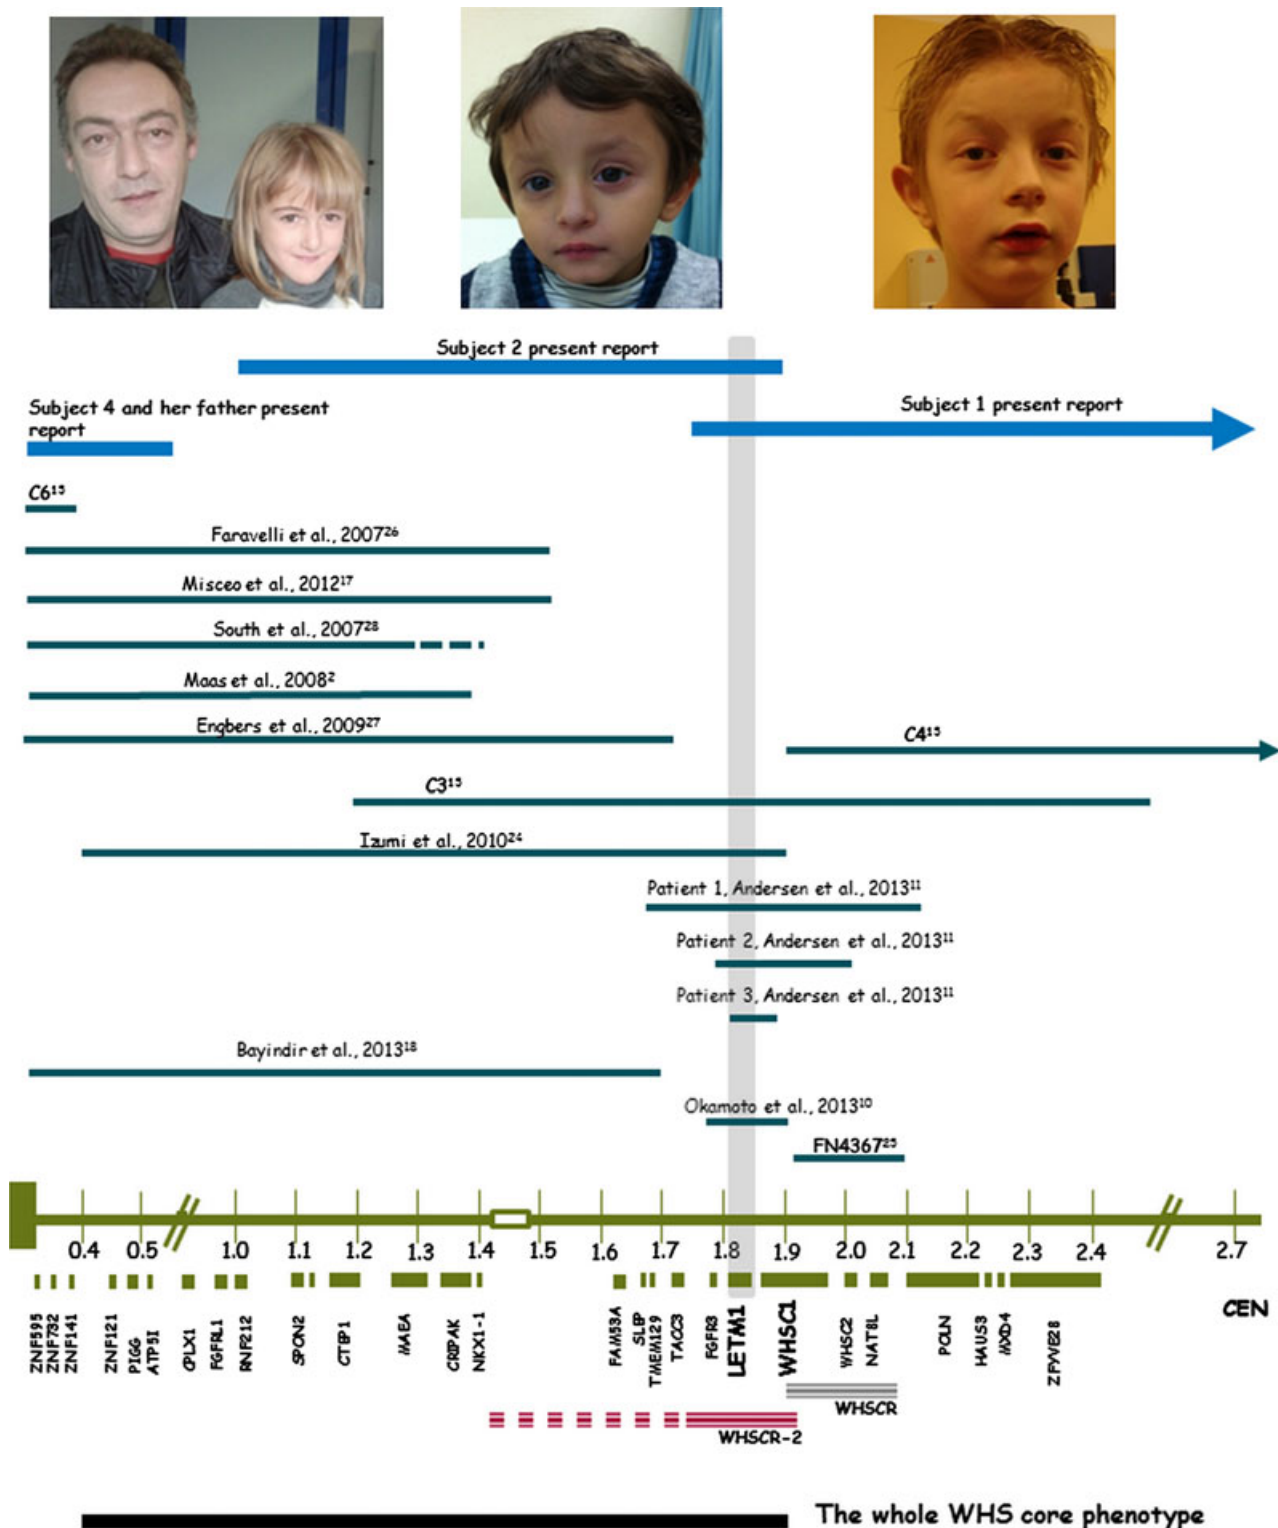 Subject 2 present report
Subject 4 and her father present
report
Subject 1 present report
C6¹⁵
Faravelli et al., 2007²⁶
Misceo et al., 2012¹⁷
South et al., 2007²⁸
Maas et al., 2008²
Engbers et al., 2009²⁷
C4¹⁵
C3¹⁵
Izumi et al., 2010²⁴
Patient 1, Andersen et al., 2013¹¹
Patient 2, Andersen et al., 2013¹¹
Patient 3, Andersen et al., 2013¹¹
Bayindir et al., 2013¹⁸
Okamoto et al., 2013¹⁰
FN4367²⁵
0.4 0.5 1.0 1.1 1.2 1.3 1.4 1.5 1.6 1.7 1.8 1.9 2.0 2.1 2.2 2.3 2.4 2.7
CEN
ZNF595
ZNF732
ZNF141
ZNF121
PIGG
ATP5I
CPLX1
FGFRL1
RNF212
SPON2
CTBP1
MAEA
CRIPAK
NKX1-1
FAM53A
SLBP
TMEM129
TACC3
FGFR3
LETM1
WHSC1
WHSC2
NAT8L
POLN
HAUS3
MXD4
ZFYVE28
WHSCR
WHSCR-2
The whole WHS core phenotype